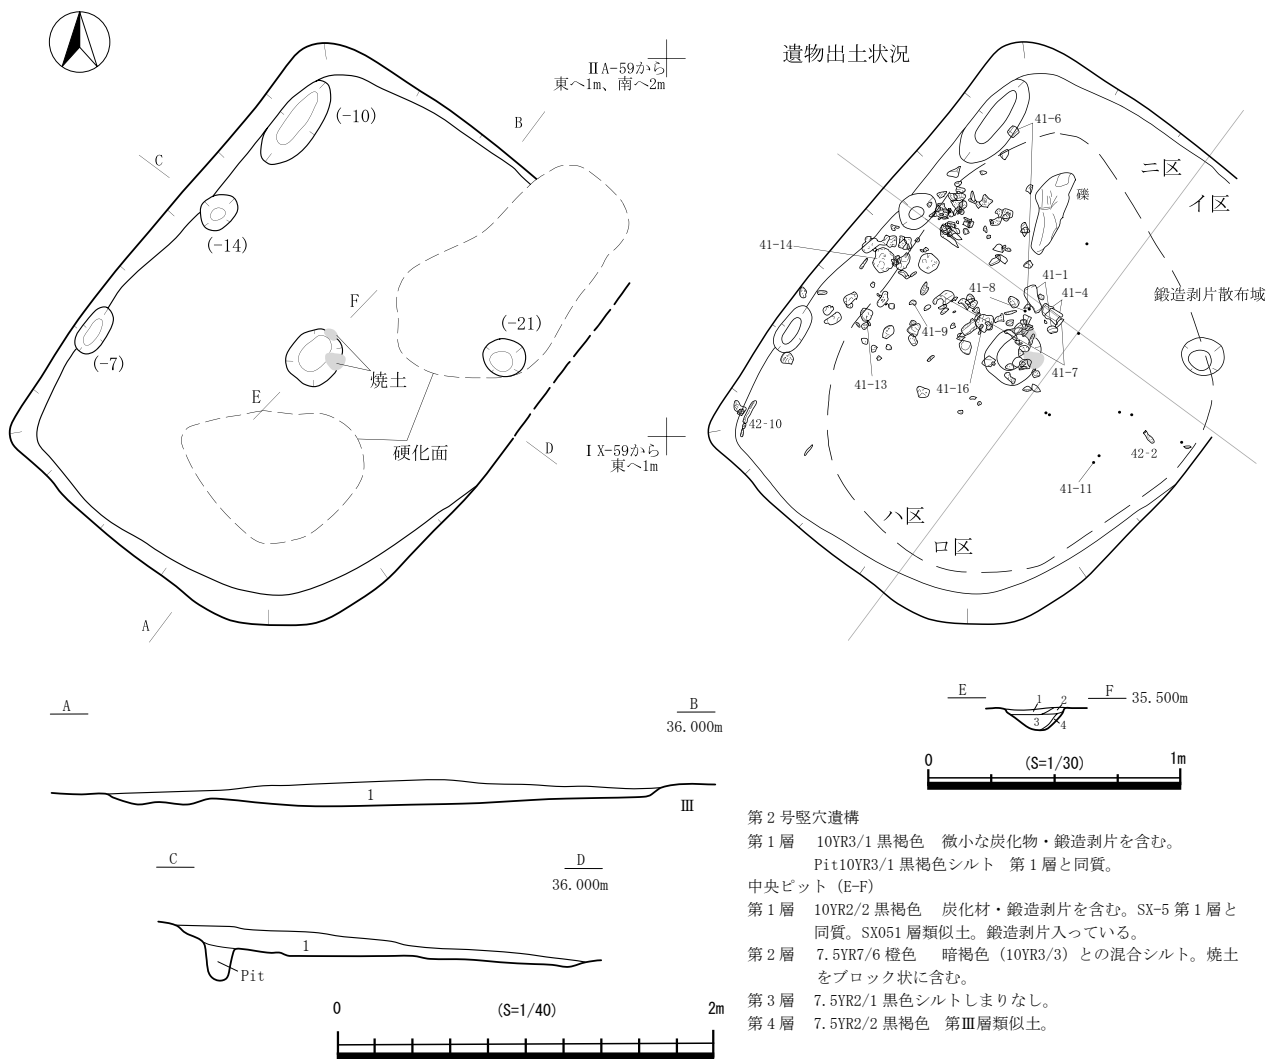 ⅡA-59から
東へ1m、南へ2m
B
(-10)
C
(-14)
F
(-21)
(-7)
焼土
E
硬化面
D
ⅠX-59から
東へ1m
A
遺物出土状況
41-6
ニ区
イ区
礫
41-14
41-1
41-8
41-4
鍛造剥片散布域
41-9
41-7
41-13
41-16
42-10
42-2
41-11
ハ区
ロ区
A
B
36.000m
1
Ⅲ
C
D
36.000m
1
Pit
0
(S=1/40)
2m
E
F
35.500m
1
2
3
4
0
(S=1/30)
1m
第2号竪穴遺構
第1層 10YR3/1 黒褐色 微小な炭化物・鍛造剥片を含む。
Pit10YR3/1 黒褐色シルト 第1層と同質。
中央ピット(E-F)
第1層 10YR2/2 黒褐色 炭化材・鍛造剥片を含む。SX-5 第1層と
同質。SX051 層類似土。鍛造剥片入っている。
第2層 7.5YR7/6 橙色 暗褐色(10YR3/3)との混合シルト。焼土
をブロック状に含む。
第3層 7.5YR2/1 黒色シルトしまりなし。
第4層 7.5YR2/2 黒褐色 第Ⅲ層類似土。